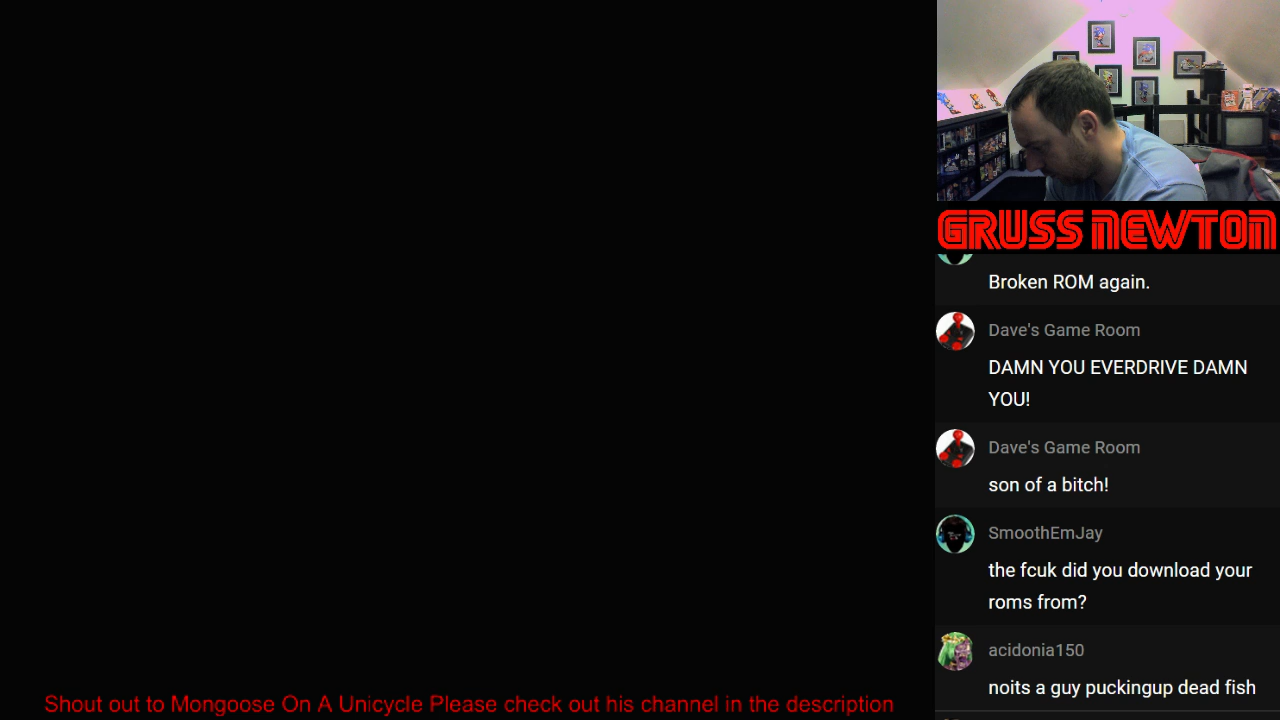 GRUSS NEWTON
Broken ROM again.
Dave's Game Room
DAMN YOU EVERDRIVE DAMN
YOU!
Dave's Game Room
son of a bitch!
SmoothEmJay
the fcuk did you download your
roms from?
acidonia150
noits a guy puckingup dead fish
Shout out to Mongoose On A Unicycle Please check out his channel in the description